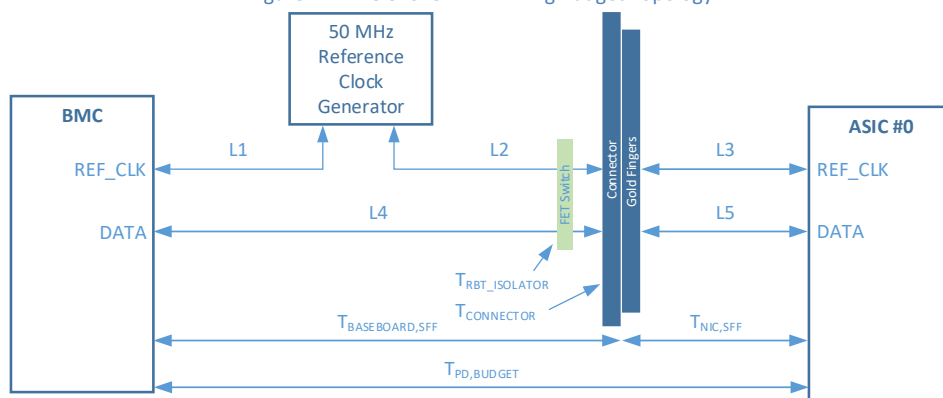 50 MHz
Reference
Clock
Generator
BMC
ASIC #0
L1
L2
L3
REF_CLK
REF_CLK
Connector
Gold Fingers
FET Switch
L4
L5
DATA
DATA
TRBT_ISOLATOR
TCONNECTOR
TBASEBOARD,SFF
TNIC,SFF
TPD,BUDGET